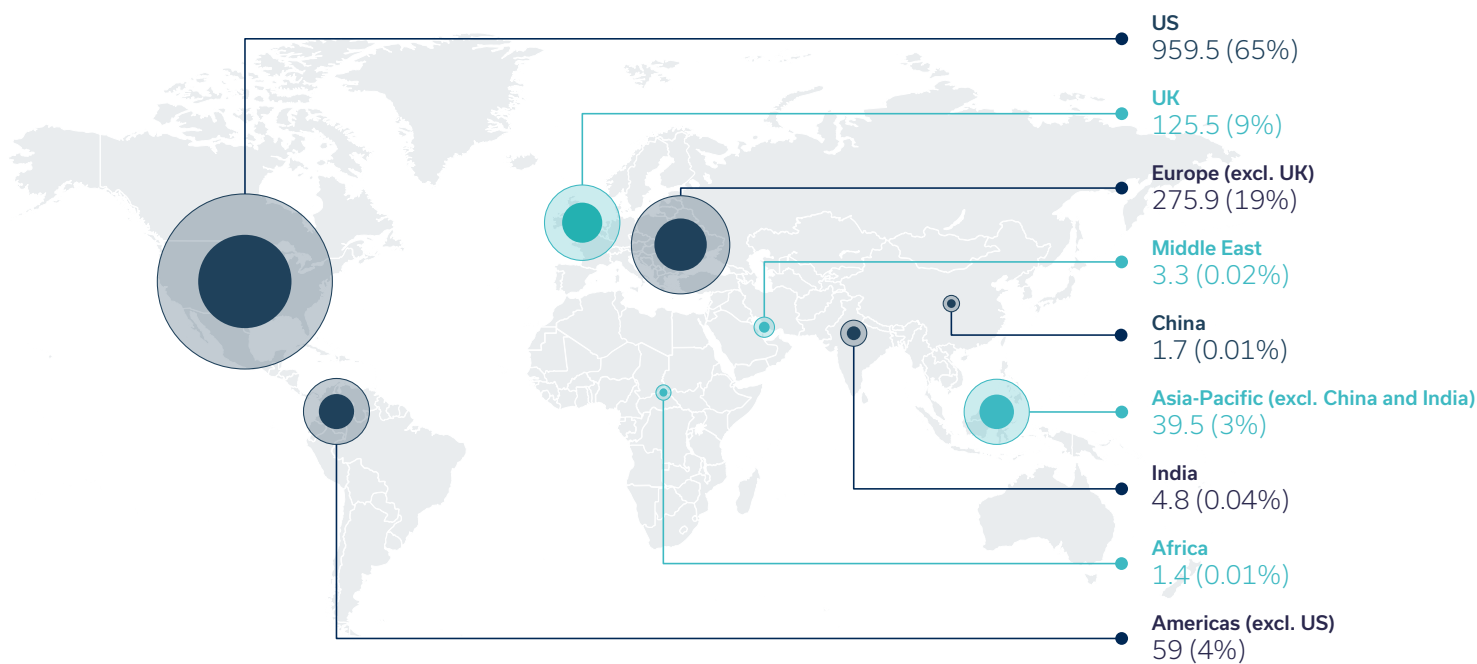 US
959.5 (65%)
UK
125.5 (9%)
Europe (excl. UK)
275.9 (19%)
Middle East
3.3 (0.02%)
China
1.7 (0.01%)
Asia-Pacific (excl. China and India)
39.5 (3%)
India
4.8 (0.04%)
Africa
1.4 (0.01%)
Americas (excl. US)
59 (4%)